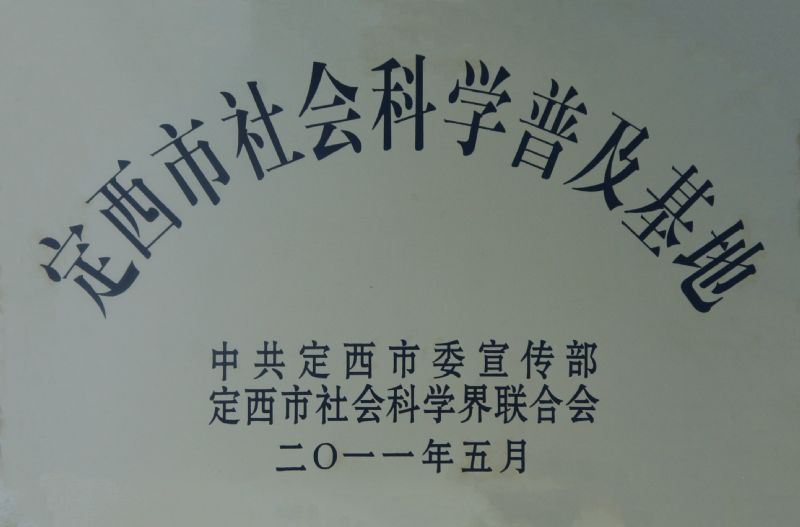 定西市社会科学普及基地
中共定西市委宣传部
定西市社会科学界联合会
二〇一一年五月